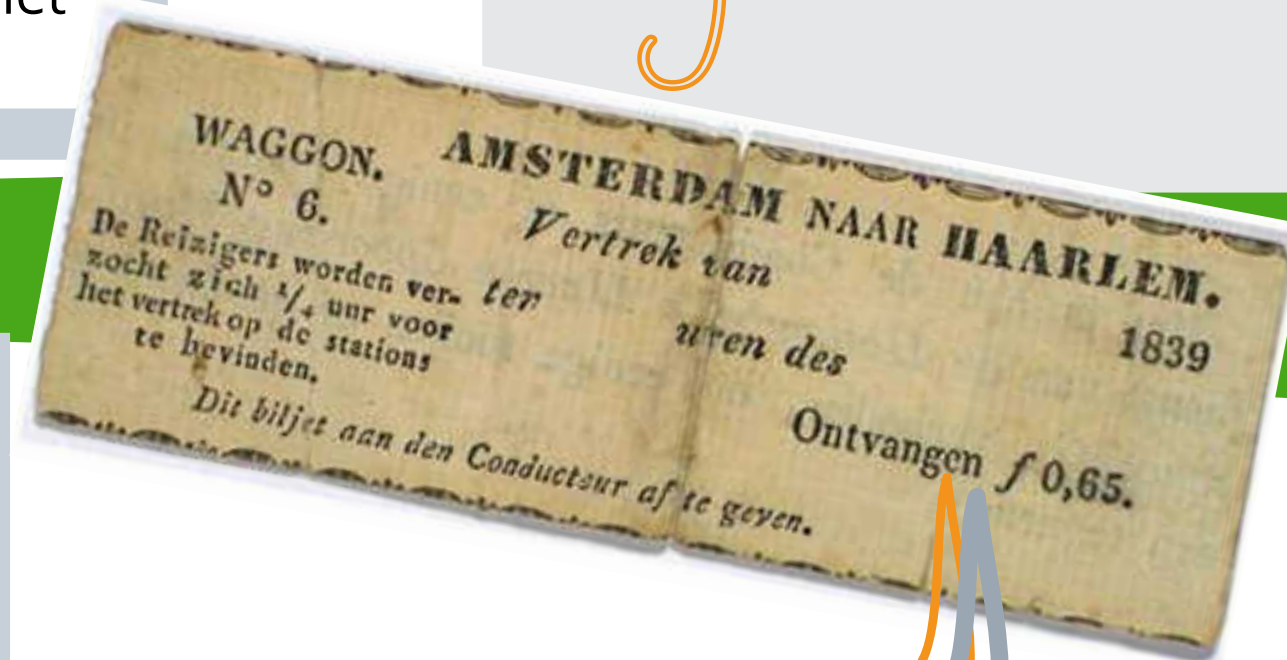 WAGGON.
N° 6.
De Reizigers worden ver-
zocht zich 1/4 uur voor
het vertrek op de stations
te bevinden.
AMSTERDAM NAAR HAARLEM.
Vertrek van
ter uren des 1839
Ontvangen ƒ 0,65.
Dit biljet aan den Conducteur af te geven.